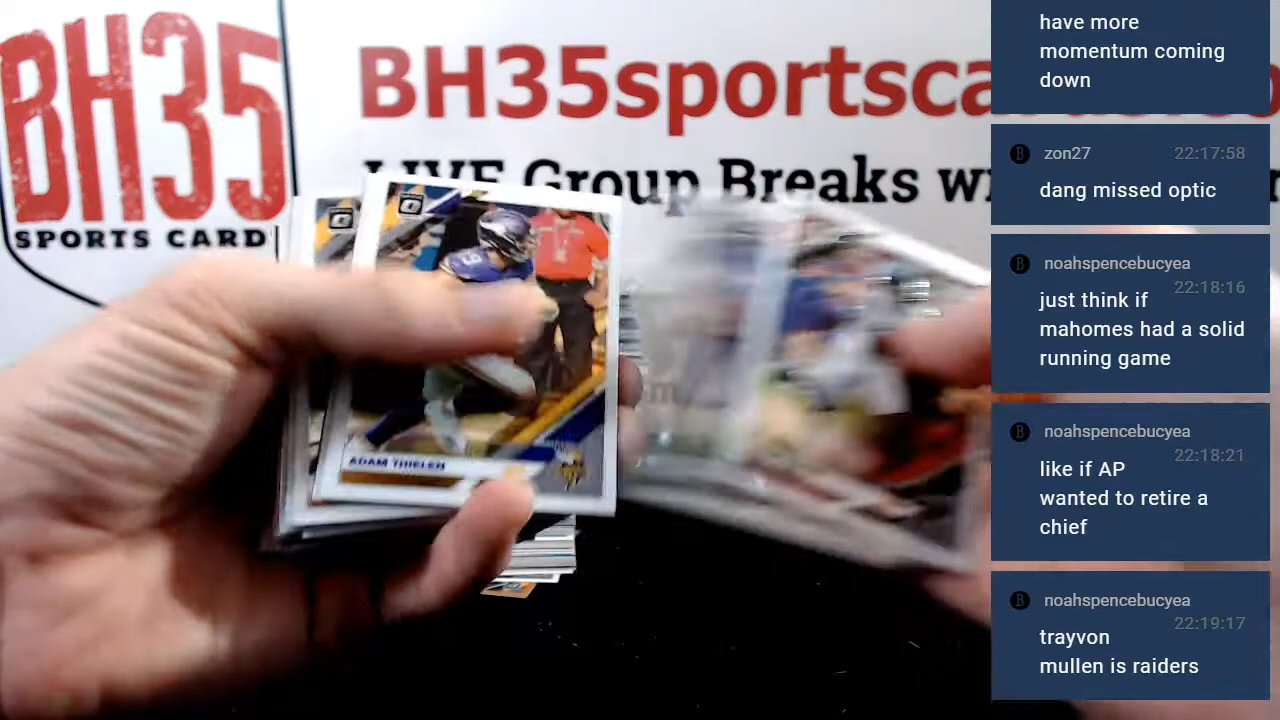 BH35
SPORTS CARD
BH35sportsca
LIVE Group Breaks w
ADAM THIELEN
have more
momentum coming
down
zon27 22:17:58
dang missed optic
noahspencebucyea
22:18:16
just think if
mahomes had a solid
running game
noahspencebucyea
22:18:21
like if AP
wanted to retire a
chief
noahspencebucyea
22:19:17
trayvon
mullen is raiders